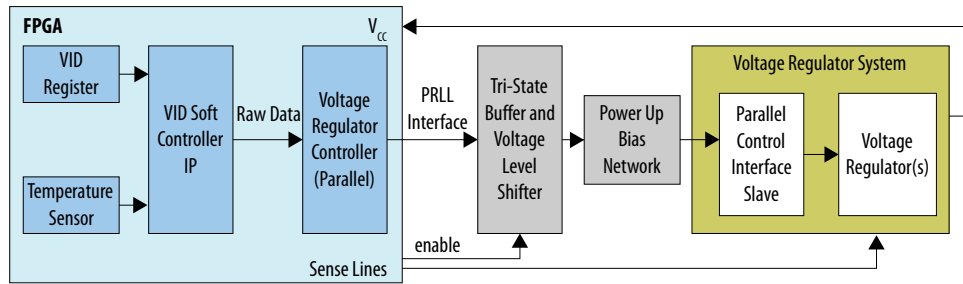 FPGA
Vcc
VID
Register
Temperature
Sensor
VID Soft
Controller
IP
Raw Data
Voltage
Regulator
Controller
(Parallel)
PRLL
Interface
Tri-State
Buffer and
Voltage
Level
Shifter
Power Up
Bias
Network
Voltage Regulator System
Parallel
Control
Interface
Slave
Voltage
Regulator(s)
enable
Sense Lines